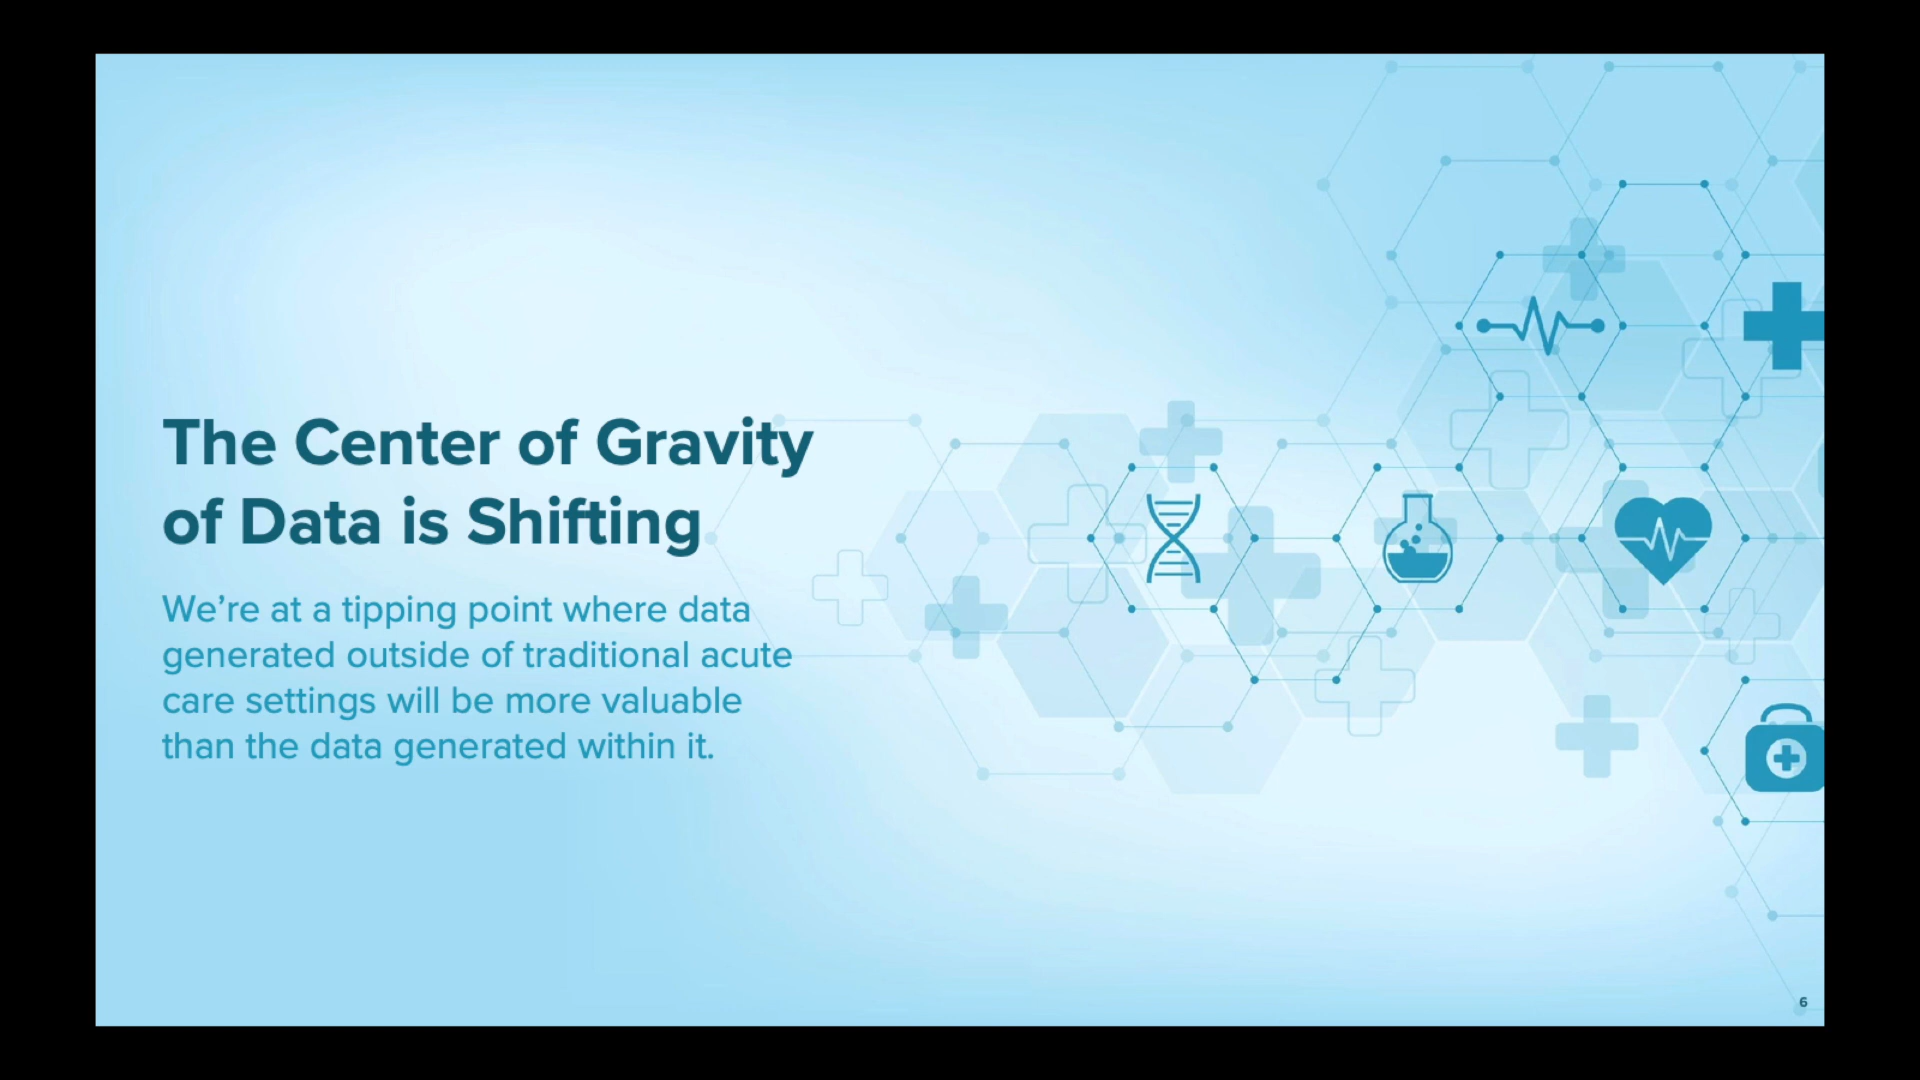 The Center of Gravity
of Data is Shifting
We’re at a tipping point where data
generated outside of traditional acute
care settings will be more valuable
than the data generated within it.
6